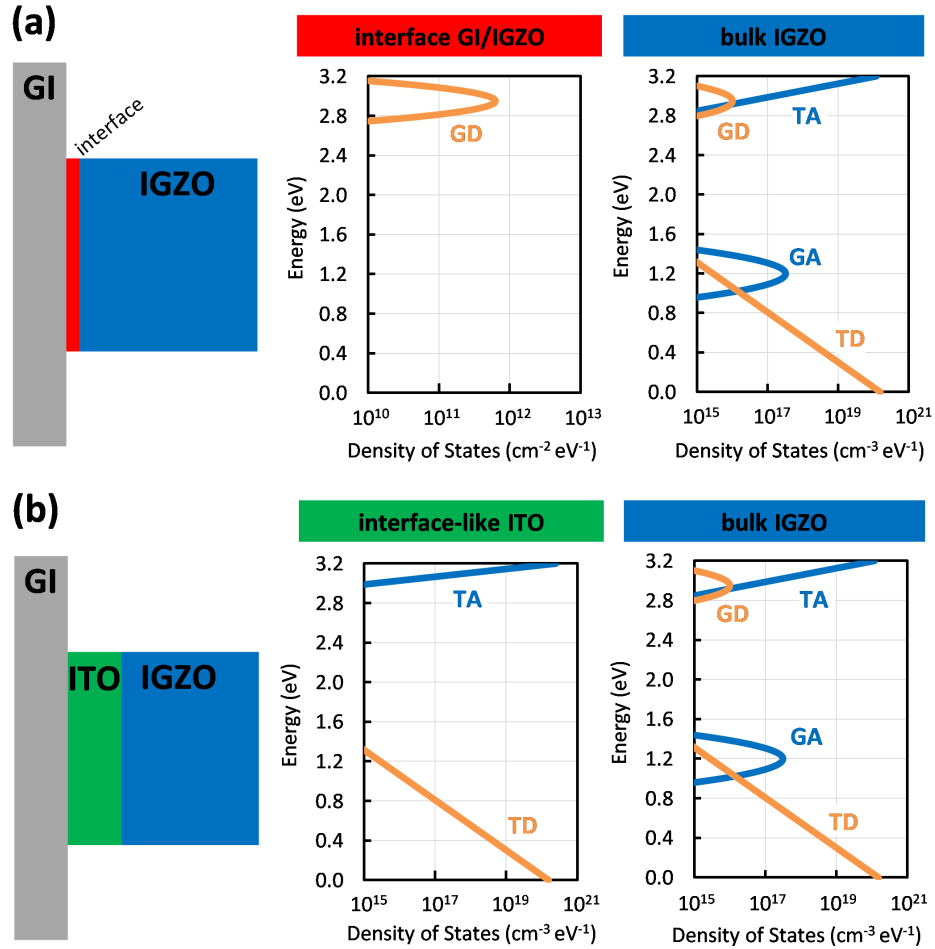 (a)
GI
interface
IGZO
interface GI/IGZO
3.2
2.8
2.4
2.0
1.6
1.2
0.8
0.4
0.0
Energy (eV)
GD
10¹⁰ 10¹¹ 10¹² 10¹³
Density of States (cm⁻² eV⁻¹)
bulk IGZO
3.2
2.8
2.4
2.0
1.6
1.2
0.8
0.4
0.0
Energy (eV)
GD
TA
GA
TD
10¹⁵ 10¹⁷ 10¹⁹ 10²¹
Density of States (cm⁻³ eV⁻¹)
(b)
GI
ITO
IGZO
interface-like ITO
3.2
2.8
2.4
2.0
1.6
1.2
0.8
0.4
0.0
Energy (eV)
TA
TD
10¹⁵ 10¹⁷ 10¹⁹ 10²¹
Density of States (cm⁻³ eV⁻¹)
bulk IGZO
3.2
2.8
2.4
2.0
1.6
1.2
0.8
0.4
0.0
Energy (eV)
GD
TA
GA
TD
10¹⁵ 10¹⁷ 10¹⁹ 10²¹
Density of States (cm⁻³ eV⁻¹)